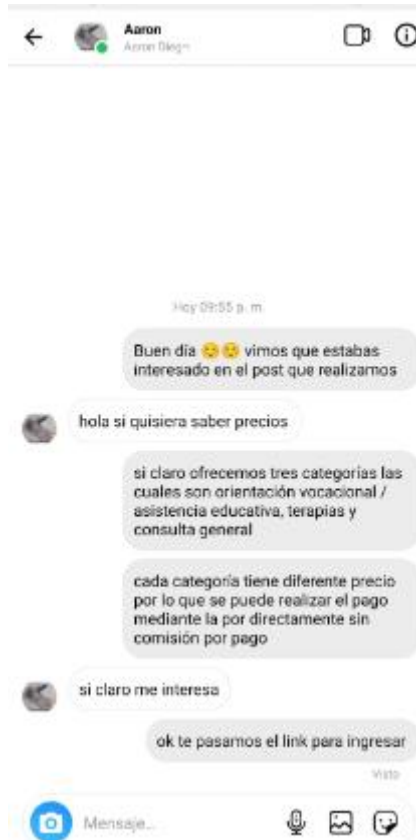 Aaron
Aaron
Hoy 09:55 p. m.
Buen día 😌😌 vimos que estabas
interesado en el post que realizamos
hola si quisiera saber precios
si claro ofrecemos tres categorías las
cuales son orientación vocacional /
asistencia educativa, terapias y
consulta general
cada categoría tiene diferente precio
por lo que se puede realizar el pago
mediante la por directamente sin
comisión por pago
si claro me interesa
ok te pasamos el link para ingresar
Visto
Mensaje...